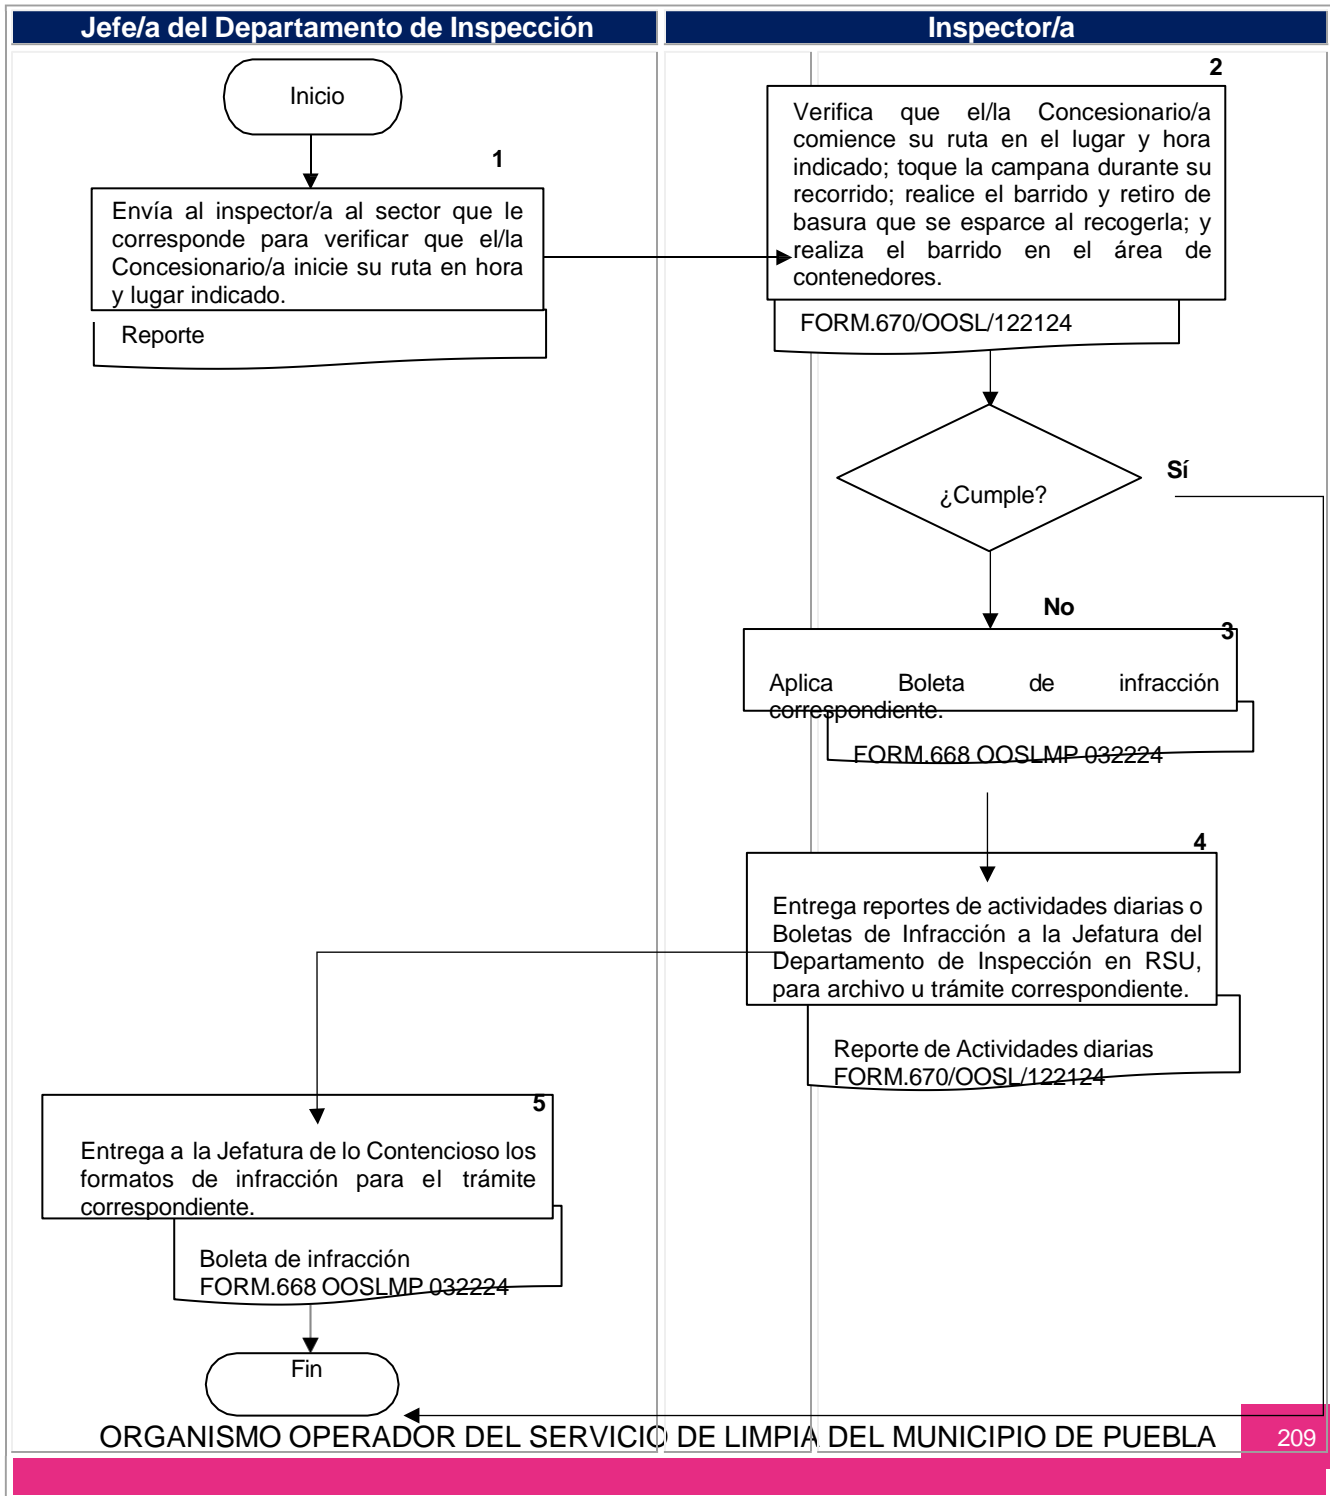 Jefe/a del Departamento de Inspección
Inspector/a
Inicio
1
Envía al inspector/a al sector que le
corresponde para verificar que el/la
Concesionario/a inicie su ruta en hora
y lugar indicado.
Reporte
2
Verifica que el/la Concesionario/a
comience su ruta en el lugar y hora
indicado; toque la campana durante su
recorrido; realice el barrido y retiro de
basura que se esparce al recogerla; y
realiza el barrido en el área de
contenedores.
FORM.670/OOSL/122124
¿Cumple?
Sí
No
3
Aplica Boleta de infracción
correspondiente.
FORM.668 OOSLMP 032224
4
Entrega reportes de actividades diarias o
Boletas de Infracción a la Jefatura del
Departamento de Inspección en RSU,
para archivo u trámite correspondiente.
Reporte de Actividades diarias
FORM.670/OOSL/122124
5
Entrega a la Jefatura de lo Contencioso los
formatos de infracción para el trámite
correspondiente.
Boleta de infracción
FORM.668 OOSLMP 032224
Fin
ORGANISMO OPERADOR DEL SERVICIO DE LIMPIA DEL MUNICIPIO DE PUEBLA
209